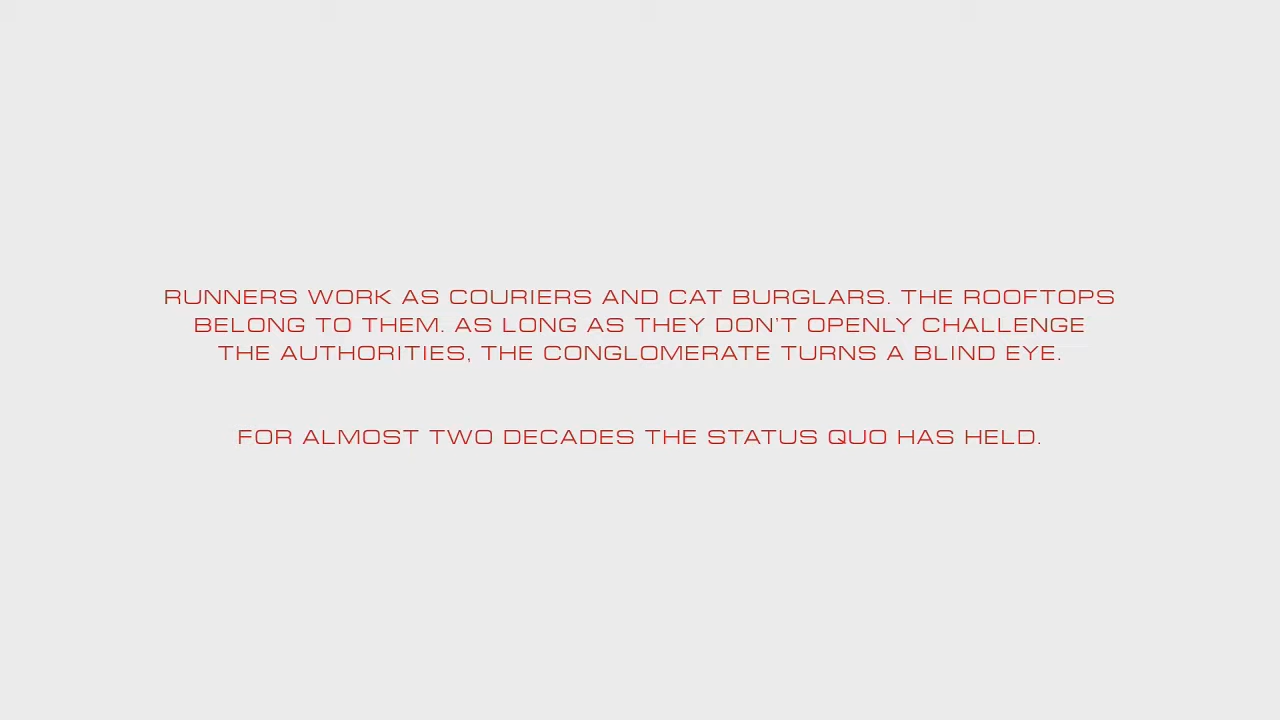 RUNNERS WORK AS COURIERS AND CAT BURGLARS. THE ROOFTOPS
BELONG TO THEM. AS LONG AS THEY DON'T OPENLY CHALLENGE
THE AUTHORITIES, THE CONGLOMERATE TURNS A BLIND EYE.
FOR ALMOST TWO DECADES THE STATUS QUO HAS HELD.